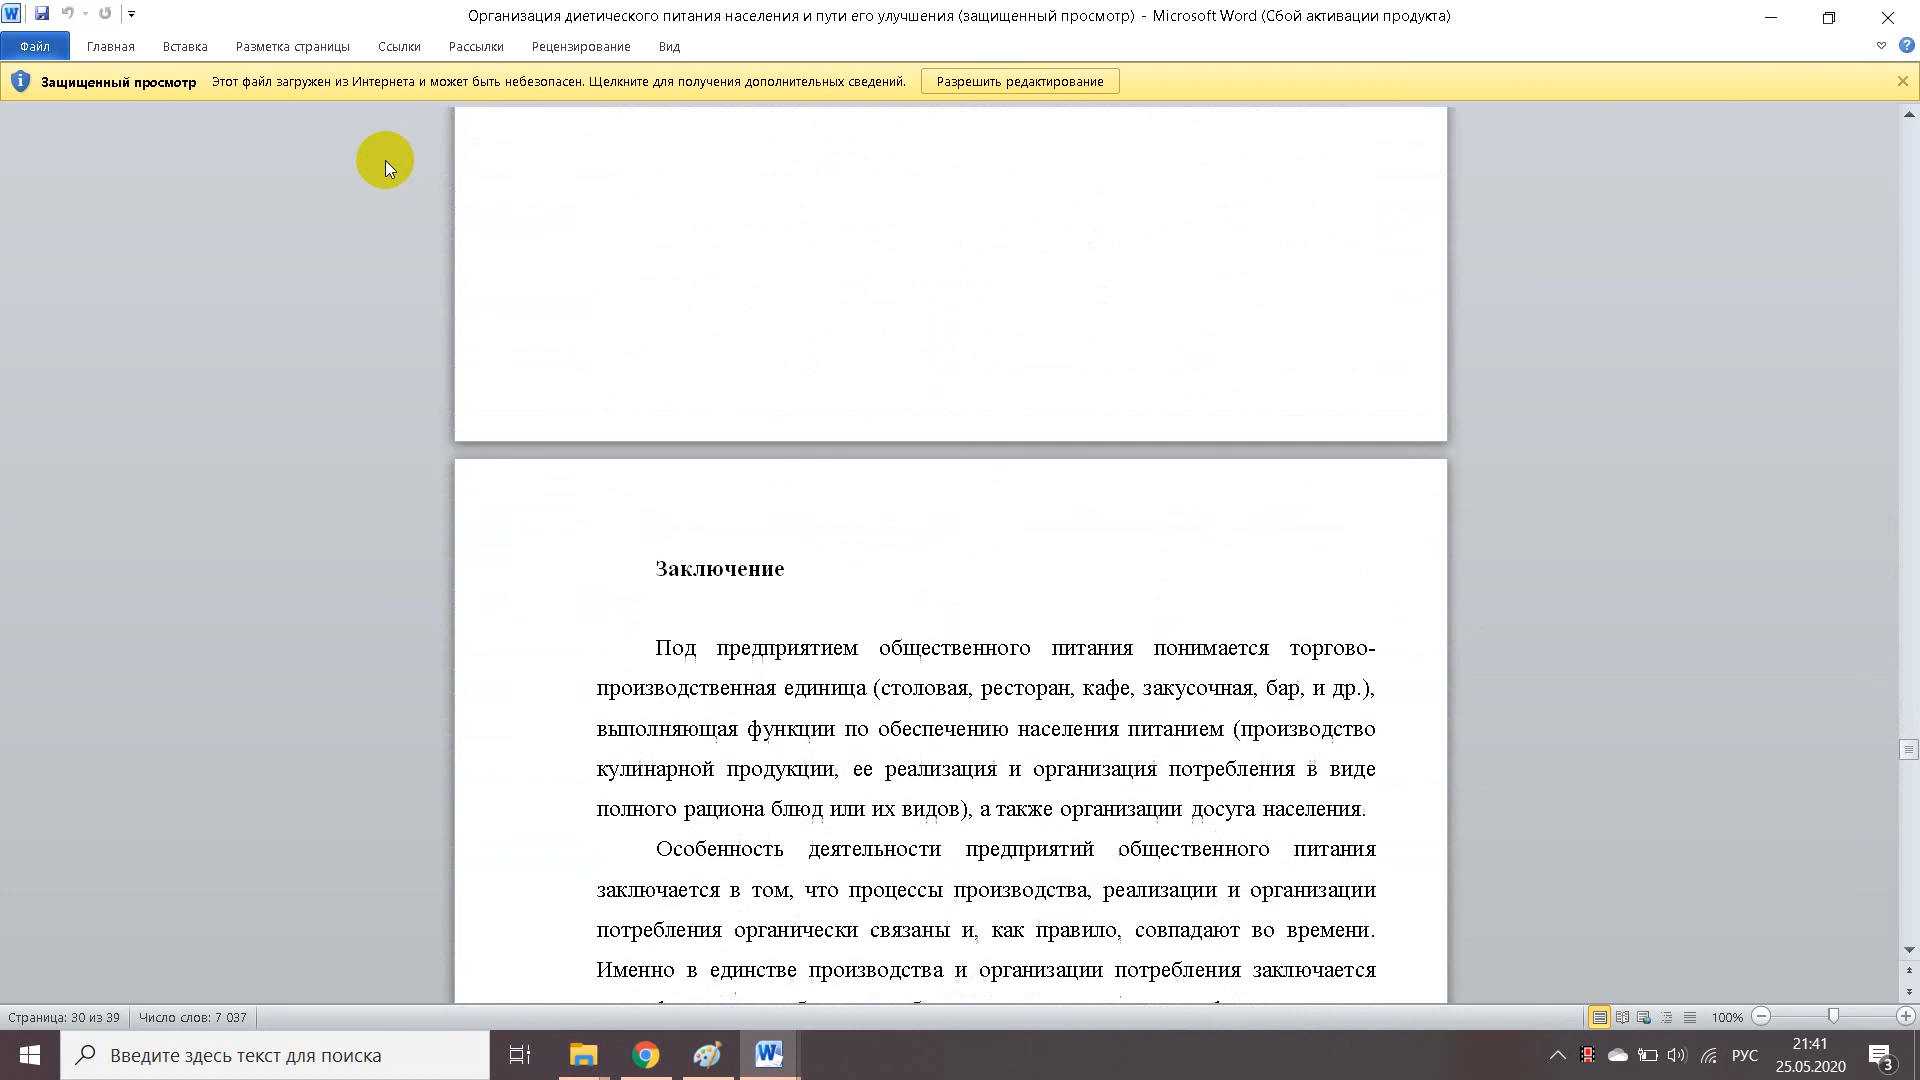 Организация диетического питания населения и пути его улучшения (защищенный просмотр) - Microsoft Word (Сбой активации продукта)
Файл Главная Вставка Разметка страницы Ссылки Рассылки Рецензирование Вид
Защищенный просмотр Этот файл загружен из Интернета и может быть небезопасен. Щелкните для получения дополнительных сведений. Разрешить редактирование
Заключение
Под предприятием общественного питания понимается торгово-
производственная единица (столовая, ресторан, кафе, закусочная, бар, и др.),
выполняющая функции по обеспечению населения питанием (производство
кулинарной продукции, ее реализация и организация потребления в виде
полного рациона блюд или их видов), а также организации досуга населения.
Особенность деятельности предприятий общественного питания
заключается в том, что процессы производства, реализации и организации
потребления органически связаны и, как правило, совпадают во времени.
Именно в единстве производства и организации потребления заключается
Страница: 30 из 39 Число слов: 7 037 100%
Введите здесь текст для поиска
РУС
21:41
25.05.2020
3